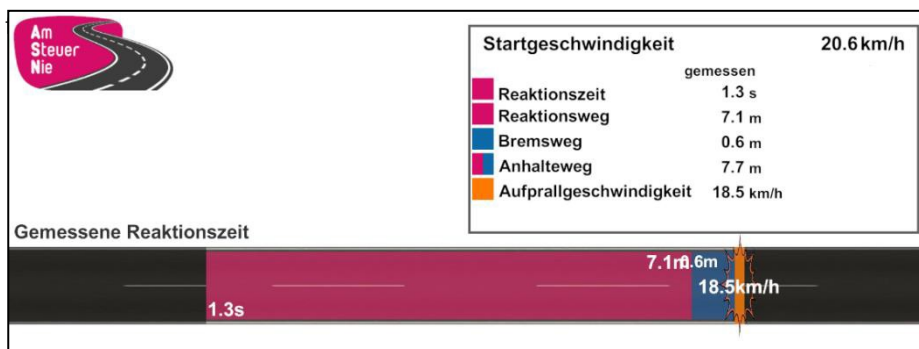 Am
Steuer
Nie
Startgeschwindigkeit 20.6 km/h
gemessen
Reaktionszeit 1.3 s
Reaktionsweg 7.1 m
Bremsweg 0.6 m
Anhalteweg 7.7 m
Aufprallgeschwindigkeit 18.5 km/h
Gemessene Reaktionszeit
7.1m 0.6m
18.5km/h
1.3s